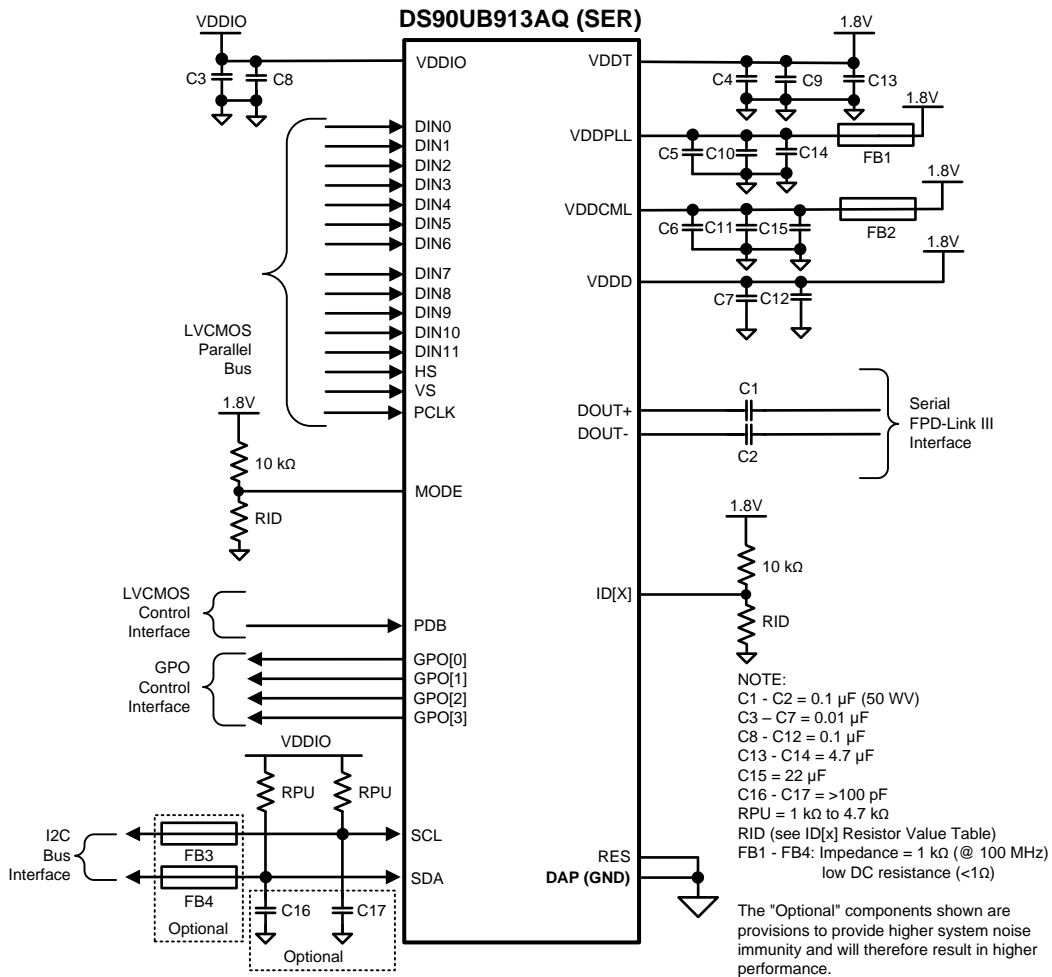 DS90UB913AQ (SER)
VDDIO
C3
C8
VDDIO
DIN0
DIN1
DIN2
DIN3
DIN4
DIN5
DIN6
DIN7
DIN8
DIN9
DIN10
DIN11
HS
VS
PCLK
LVCMOS
Parallel
Bus
1.8V
10 kΩ
RID
MODE
LVCMOS
Control
Interface
PDB
GPO
Control
Interface
GPO[0]
GPO[1]
GPO[2]
GPO[3]
VDDIO
RPU
RPU
I2C
Bus
Interface
FB3
FB4
Optional
SCL
SDA
C16
C17
Optional
VDDT
1.8V
C4
C9
C13
VDDPLL
1.8V
C5
C10
C14
FB1
VDDCML
1.8V
C6
C11
C15
FB2
VDDD
1.8V
C7
C12
DOUT+
DOUT-
C1
C2
Serial
FPD-Link III
Interface
1.8V
10 kΩ
ID[X]
RID
RES
DAP (GND)
NOTE:
C1 - C2 = 0.1 µF (50 WV)
C3 – C7 = 0.01 µF
C8 - C12 = 0.1 µF
C13 - C14 = 4.7 µF
C15 = 22 µF
C16 - C17 = >100 pF
RPU = 1 kΩ to 4.7 kΩ
RID (see ID[x] Resistor Value Table)
FB1 - FB4: Impedance = 1 kΩ (@ 100 MHz)
low DC resistance (<1Ω)
The "Optional" components shown are
provisions to provide higher system noise
immunity and will therefore result in higher
performance.